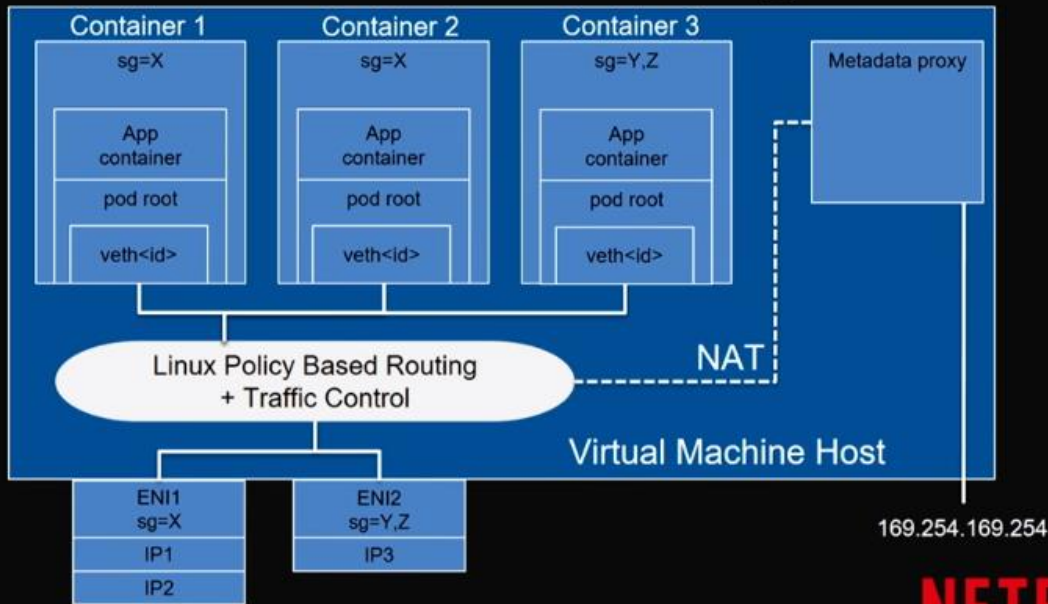 Container 1
sg=X
App
container
pod root
veth<id>
Container 2
sg=X
App
container
pod root
veth<id>
Container 3
sg=Y,Z
App
container
pod root
veth<id>
Metadata proxy
Linux Policy Based Routing
+ Traffic Control
NAT
Virtual Machine Host
ENI1
sg=X
IP1
IP2
ENI2
sg=Y,Z
IP3
169.254.169.254